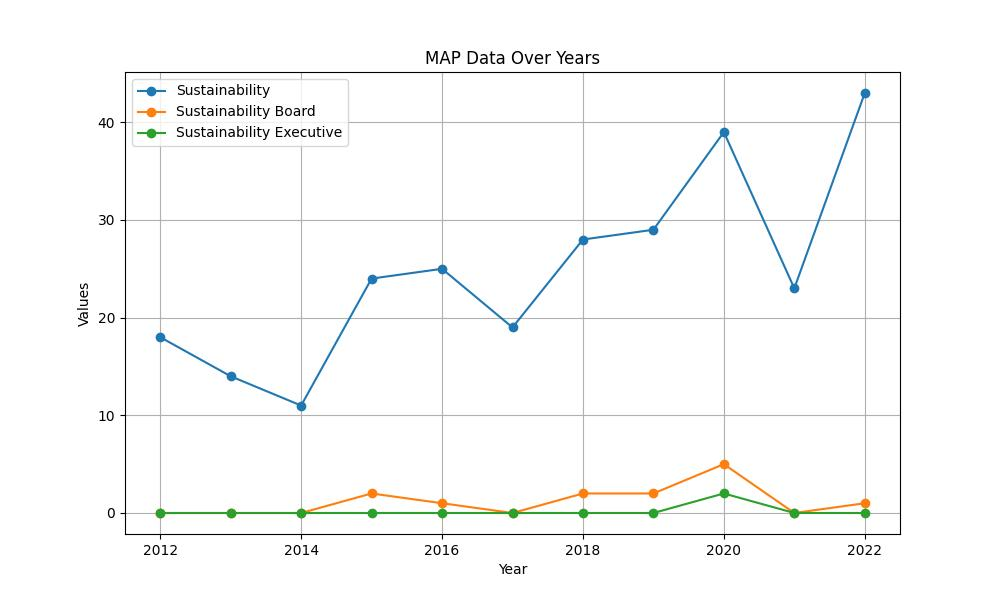 MAP Data Over Years
Sustainability
Sustainability Board
Sustainability Executive
Values
40
30
20
10
0
2012 2014 2016 2018 2020 2022
Year